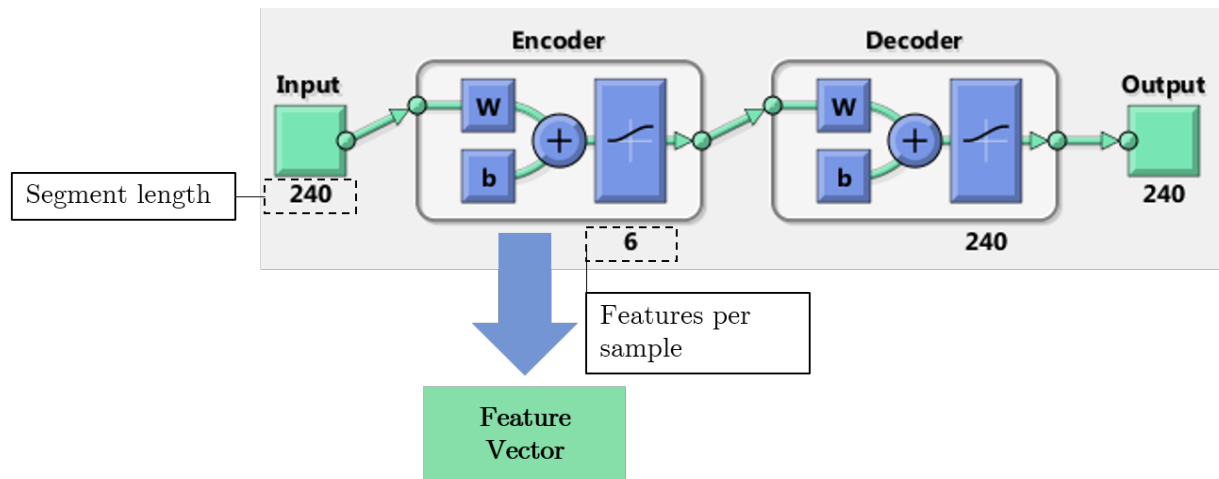 Encoder
Decoder
Input
Output
W
W
+
+
b
b
Segment length
240
240
6
240
Features per
sample
Feature
Vector